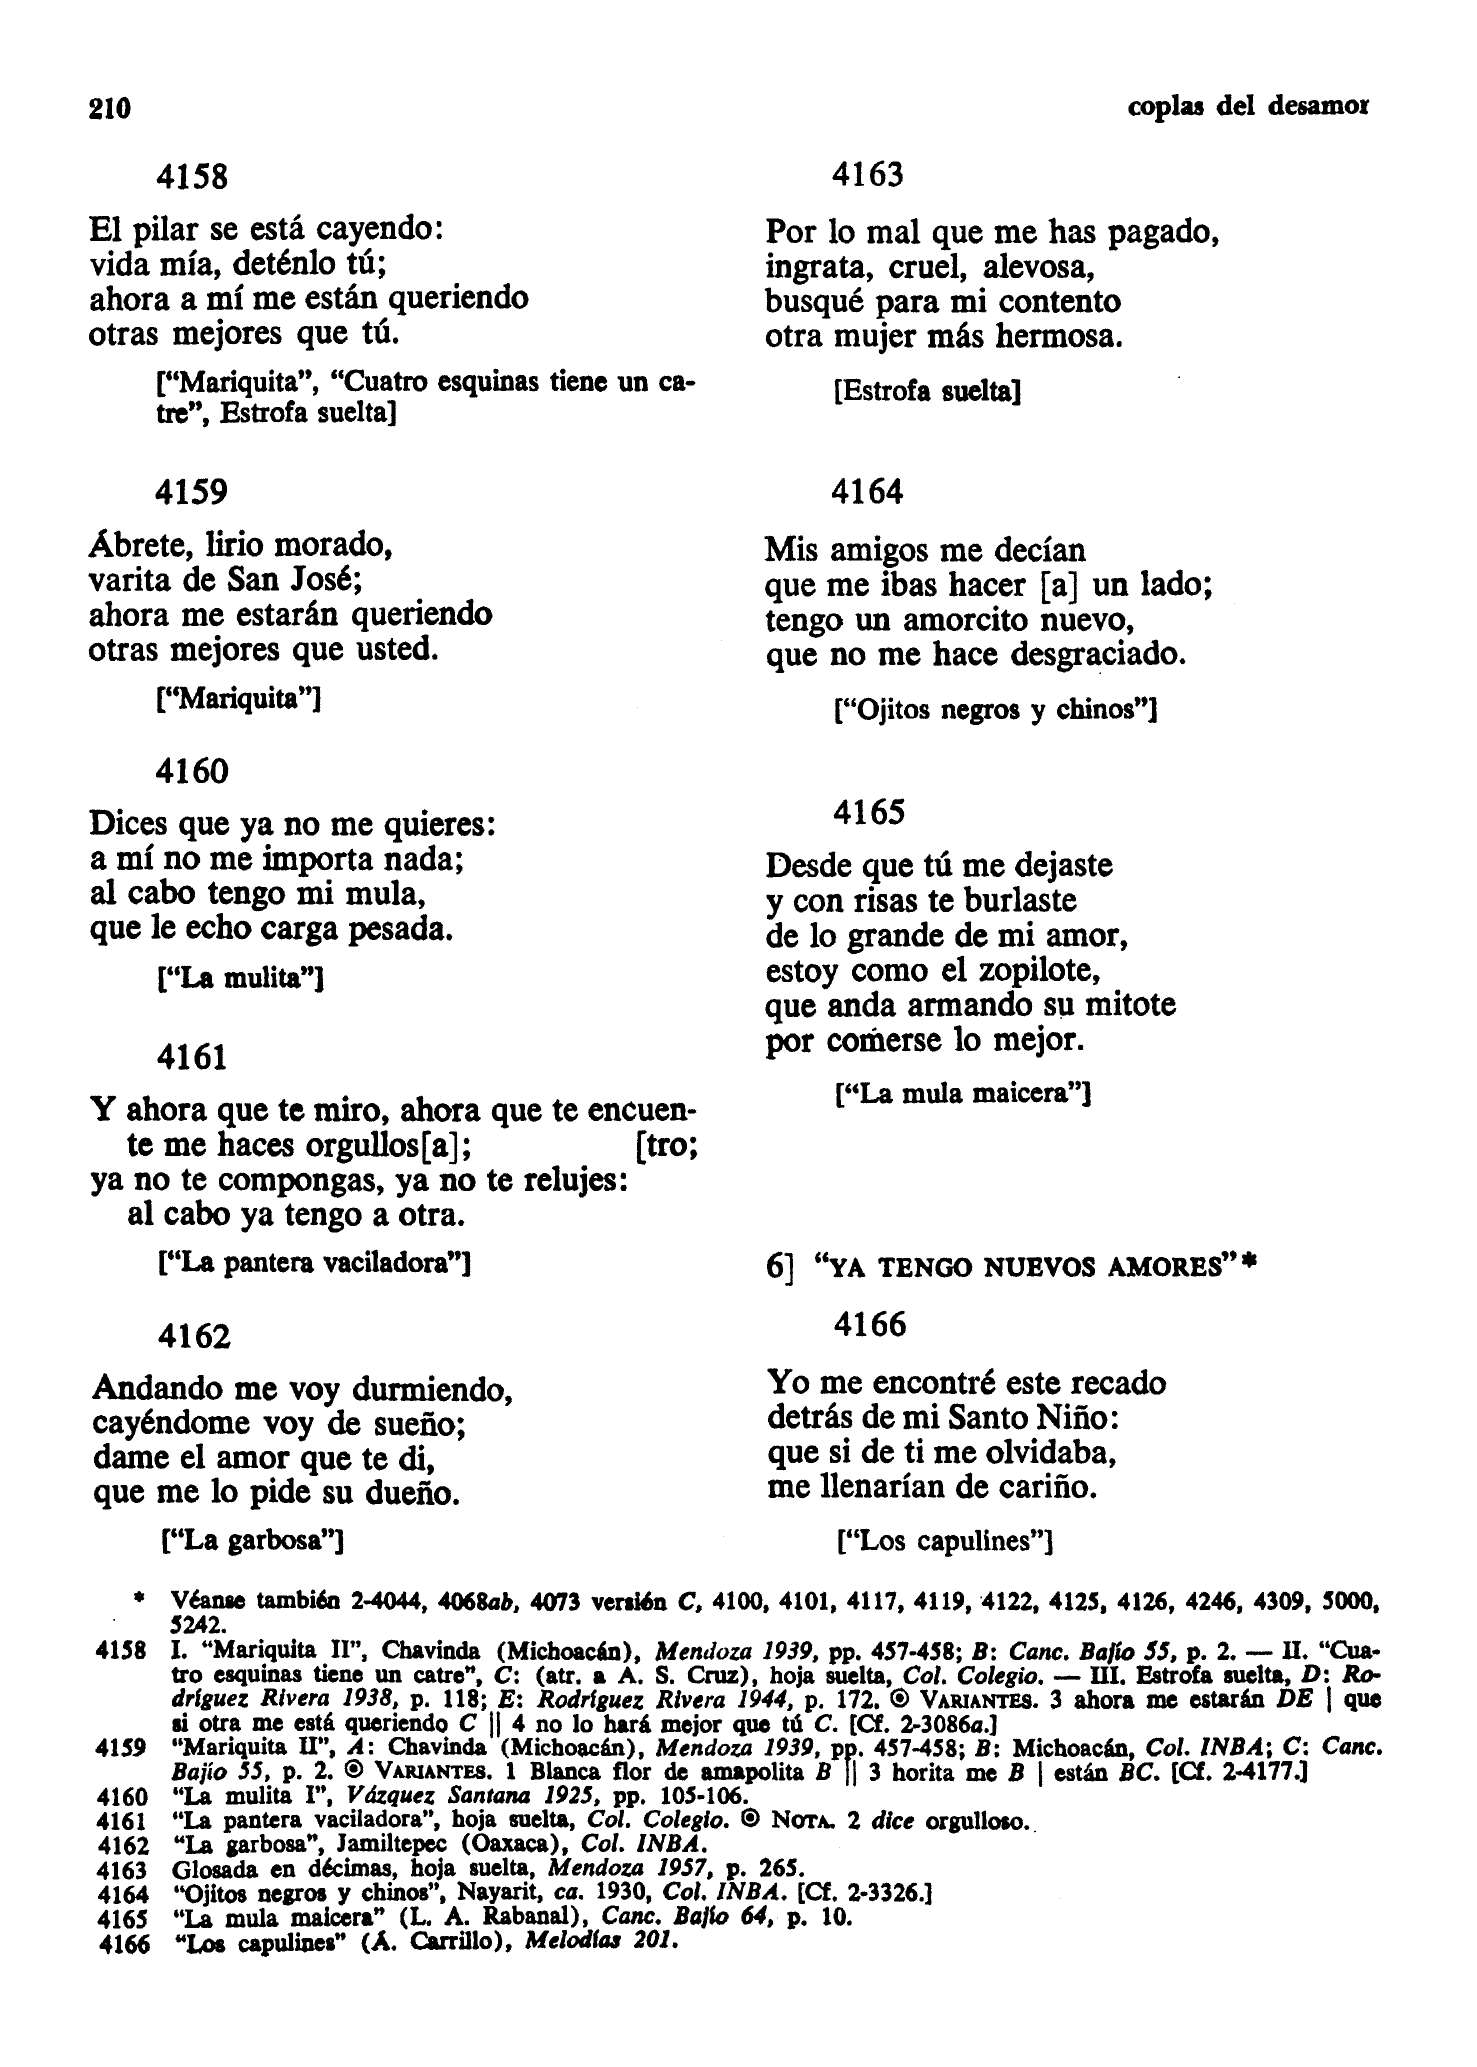 210
coplas del desamor
4158
El pilar se está cayendo:
vida mía, deténlo tú;
ahora a mí me están queriendo
otras mejores que tú.
[“Mariquita”, “Cuatro esquinas tiene un ca-
tre”, Estrofa suelta]
4159
Ábrete, lirio morado,
varita de San José;
ahora me estarán queriendo
otras mejores que usted.
[“Mariquita”]
4160
Dices que ya no me quieres:
a mí no me importa nada;
al cabo tengo mi mula,
que le echo carga pesada.
[“La mulita”]
4161
Y ahora que te miro, ahora que te encuen-
te me haces orgullos[a]; [tro;
ya no te compongas, ya no te relujes:
al cabo ya tengo a otra.
[“La pantera vaciladora”]
4162
Andando me voy durmiendo,
cayéndome voy de sueño;
dame el amor que te di,
que me lo pide su dueño.
[“La garbosa”]
4163
Por lo mal que me has pagado,
ingrata, cruel, alevosa,
busqué para mi contento
otra mujer más hermosa.
[Estrofa suelta]
4164
Mis amigos me decían
que me ibas hacer [a] un lado;
tengo un amorcito nuevo,
que no me hace desgraciado.
[“Ojitos negros y chinos”]
4165
Desde que tú me dejaste
y con risas te burlaste
de lo grande de mi amor,
estoy como el zopilote,
que anda armando su mitote
por comerse lo mejor.
[“La mula maicera”]
6] “YA TENGO NUEVOS AMORES”*
4166
Yo me encontré este recado
detrás de mi Santo Niño:
que si de ti me olvidaba,
me llenarían de cariño.
[“Los capulines”]
* Véanse también 2-4044, 4068ab, 4073 versión C, 4100, 4101, 4117, 4119, 4122, 4125, 4126, 4246, 4309, 5000,
5242.
4158 I. “Mariquita II”, Chavinda (Michoacán), Mendoza 1939, pp. 457-458; B: Canc. Bajío 55, p. 2. — II. “Cua-
tro esquinas tiene un catre”, C: (atr. a A. S. Cruz), hoja suelta, Col. Colegio. — III. Estrofa suelta, D: Ro-
dríguez Rivera 1938, p. 118; E: Rodríguez Rivera 1944, p. 172. ⊙ VARIANTES. 3 ahora me estarán DE | que
si otra me está queriendo C || 4 no lo hará mejor que tú C. [Cf. 2-3086a.]
4159 “Mariquita II”, A: Chavinda (Michoacán), Mendoza 1939, pp. 457-458; B: Michoacán, Col. INBA; C: Canc.
Bajío 55, p. 2. ⊙ VARIANTES. 1 Blanca flor de amapolita B || 3 horita me B | están BC. [Cf. 2-4177.]
4160 “La mulita I”, Vázquez Santana 1925, pp. 105-106.
4161 “La pantera vaciladora”, hoja suelta, Col. Colegio. ⊙ NOTA. 2 dice orgulloso.
4162 “La garbosa”, Jamiltepec (Oaxaca), Col. INBA.
4163 Glosada en décimas, hoja suelta, Mendoza 1957, p. 265.
4164 “Ojitos negros y chinos”, Nayarit, ca. 1930, Col. INBA. [Cf. 2-3326.]
4165 “La mula maicera” (L. A. Rabanal), Canc. Bajío 64, p. 10.
4166 “Los capulines” (Á. Carrillo), Melodías 201.